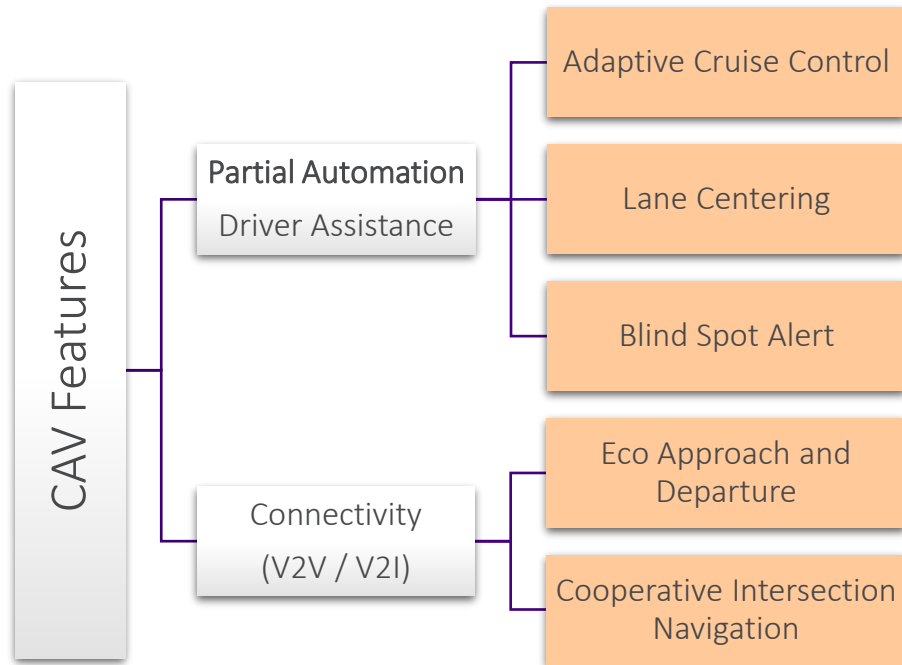 CAV Features
Partial Automation
Driver Assistance
Connectivity
(V2V / V2I)
Adaptive Cruise Control
Lane Centering
Blind Spot Alert
Eco Approach and
Departure
Cooperative Intersection
Navigation